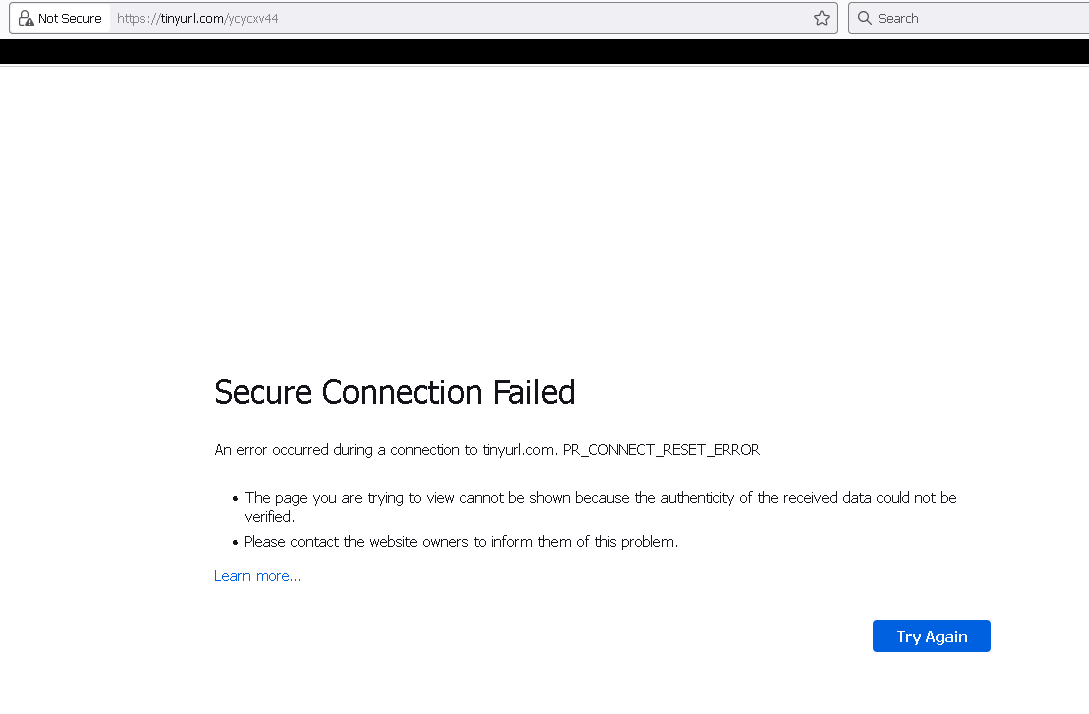 Not Secure https://tinyurl.com/ycycxv44 Search
Secure Connection Failed
An error occurred during a connection to tinyurl.com. PR_CONNECT_RESET_ERROR
• The page you are trying to view cannot be shown because the authenticity of the received data could not be
verified.
• Please contact the website owners to inform them of this problem.
Learn more...
Try Again